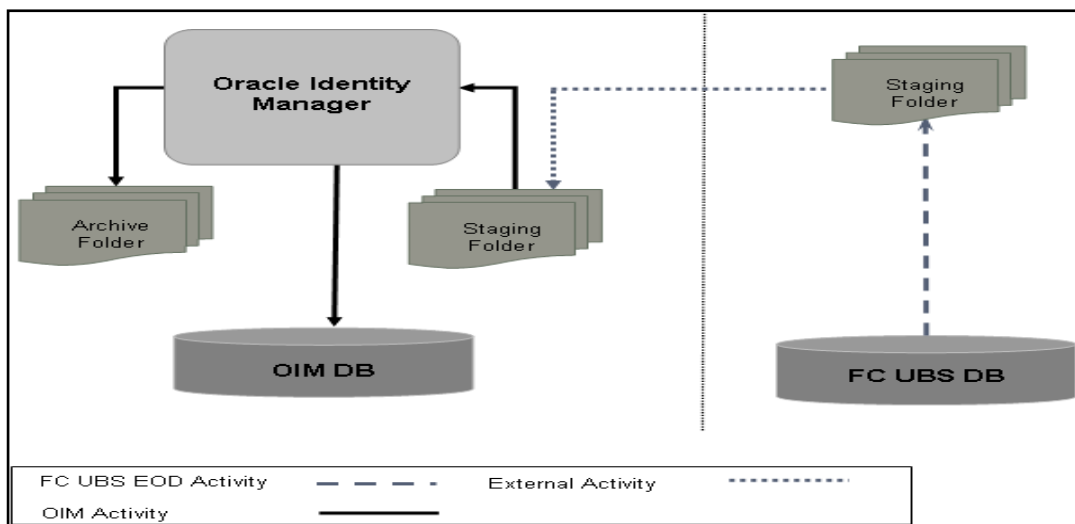 Oracle Identity
Manager
Staging
Folder
Archive
Folder
Staging
Folder
OIM DB
FC UBS DB
FC UBS EOD Activity
External Activity
OIM Activity